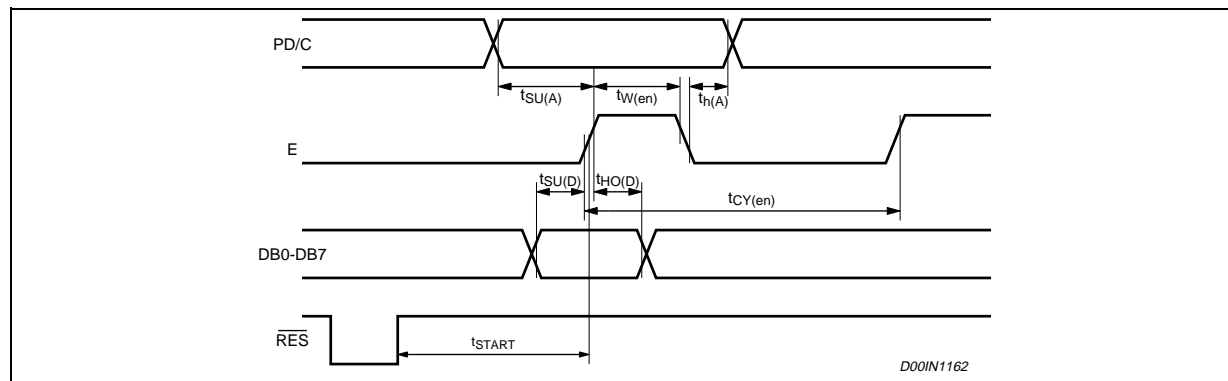 PD/C
tSU(A) tW(en) th(A)
E
tSU(D) tHO(D) tCY(en)
DB0-DB7
RES
tSTART
D00IN1162